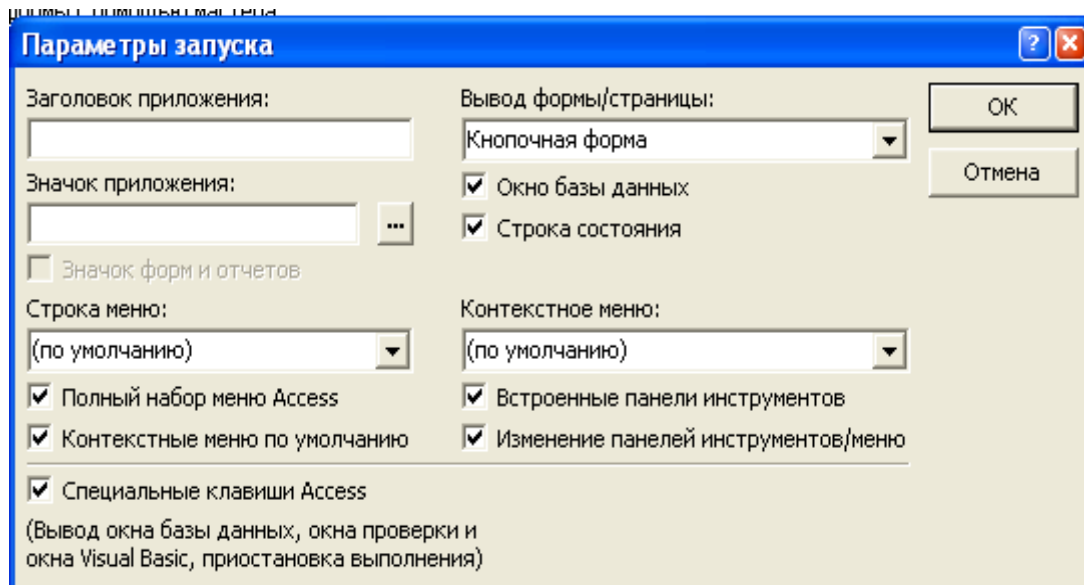 Параметры запуска
Заголовок приложения:
Вывод формы/страницы:
ОК
Кнопочная форма
Отмена
Значок приложения:
Окно базы данных
...
Строка состояния
Значок форм и отчетов
Строка меню:
Контекстное меню:
(по умолчанию)
(по умолчанию)
Полный набор меню Access
Встроенные панели инструментов
Контекстные меню по умолчанию
Изменение панелей инструментов/меню
Специальные клавиши Access
(Вывод окна базы данных, окна проверки и
окна Visual Basic, приостановка выполнения)